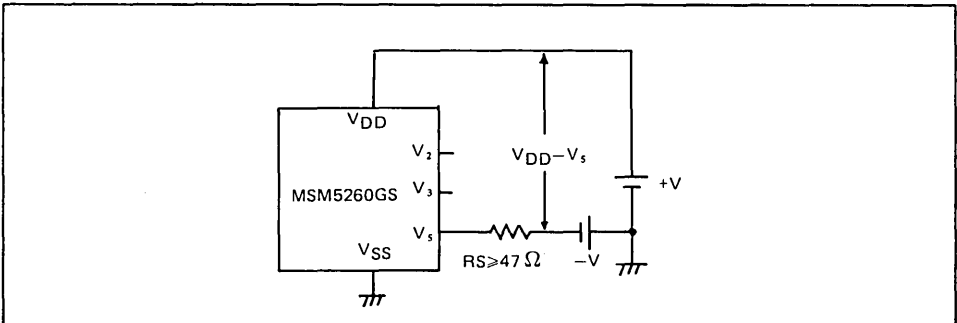 VDD
V₂
VDD–V₅
+V
MSM5260GS
V₃
V₅
VSS
RS≥47 Ω
–V